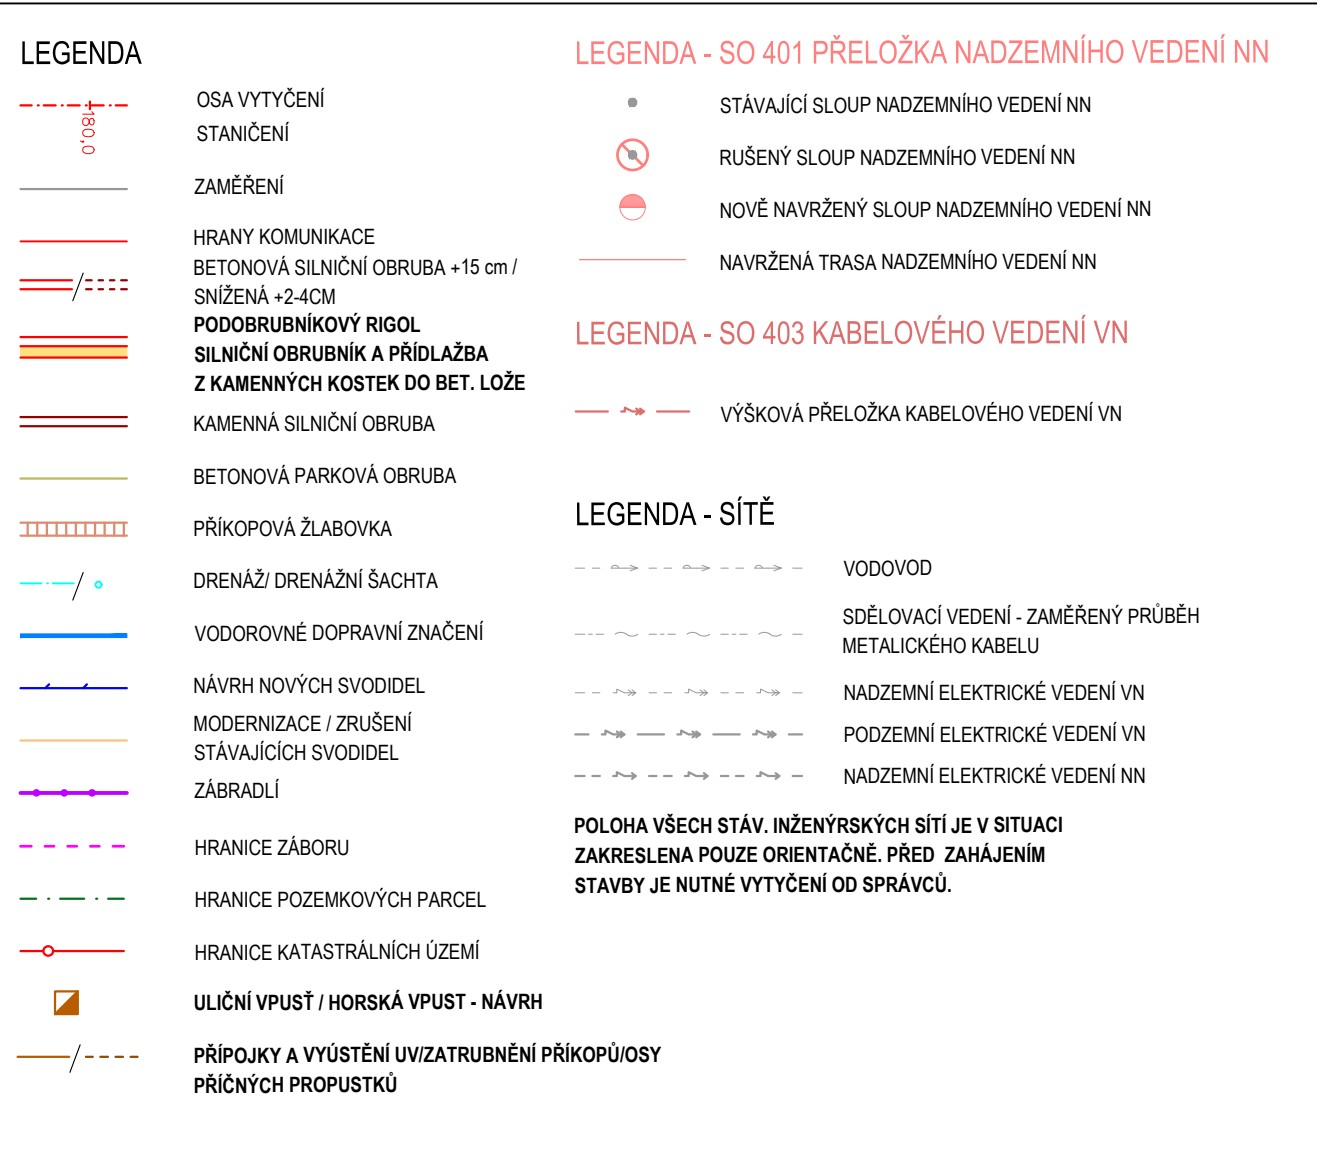 LEGENDA
OSA VYTYČENÍ
180,0
STANIČENÍ
ZAMĚŘENÍ
HRANY KOMUNIKACE
BETONOVÁ SILNIČNÍ OBRUBA +15 cm /
SNÍŽENÁ +2-4CM
PODOBRUBNÍKOVÝ RIGOL
SILNIČNÍ OBRUBNÍK A PŘÍDLAŽBA
Z KAMENNÝCH KOSTEK DO BET. LOŽE
KAMENNÁ SILNIČNÍ OBRUBA
BETONOVÁ PARKOVÁ OBRUBA
PŘÍKOPOVÁ ŽLABOVKA
DRENÁŽ/ DRENÁŽNÍ ŠACHTA
VODOROVNÉ DOPRAVNÍ ZNAČENÍ
NÁVRH NOVÝCH SVODIDEL
MODERNIZACE / ZRUŠENÍ
STÁVAJÍCÍCH SVODIDEL
ZÁBRADLÍ
HRANICE ZÁBORU
HRANICE POZEMKOVÝCH PARCEL
HRANICE KATASTRÁLNÍCH ÚZEMÍ
ULIČNÍ VPUSŤ / HORSKÁ VPUST - NÁVRH
PŘÍPOJKY A VYÚSTĚNÍ UV/ZATRUBNĚNÍ PŘÍKOPŮ/OSY
PŘÍČNÝCH PROPUSTKŮ
LEGENDA - SO 401 PŘELOŽKA NADZEMNÍHO VEDENÍ NN
STÁVAJÍCÍ SLOUP NADZEMNÍHO VEDENÍ NN
RUŠENÝ SLOUP NADZEMNÍHO VEDENÍ NN
NOVĚ NAVRŽENÝ SLOUP NADZEMNÍHO VEDENÍ NN
NAVRŽENÁ TRASA NADZEMNÍHO VEDENÍ NN
LEGENDA - SO 403 KABELOVÉHO VEDENÍ VN
VÝŠKOVÁ PŘELOŽKA KABELOVÉHO VEDENÍ VN
LEGENDA - SÍTĚ
VODOVOD
SDĚLOVACÍ VEDENÍ - ZAMĚŘENÝ PRŮBĚH
METALICKÉHO KABELU
NADZEMNÍ ELEKTRICKÉ VEDENÍ VN
PODZEMNÍ ELEKTRICKÉ VEDENÍ VN
NADZEMNÍ ELEKTRICKÉ VEDENÍ NN
POLOHA VŠECH STÁV. INŽENÝRSKÝCH SÍTÍ JE V SITUACI
ZAKRESLENA POUZE ORIENTAČNĚ. PŘED ZAHÁJENÍM
STAVBY JE NUTNÉ VYTYČENÍ OD SPRÁVCŮ.